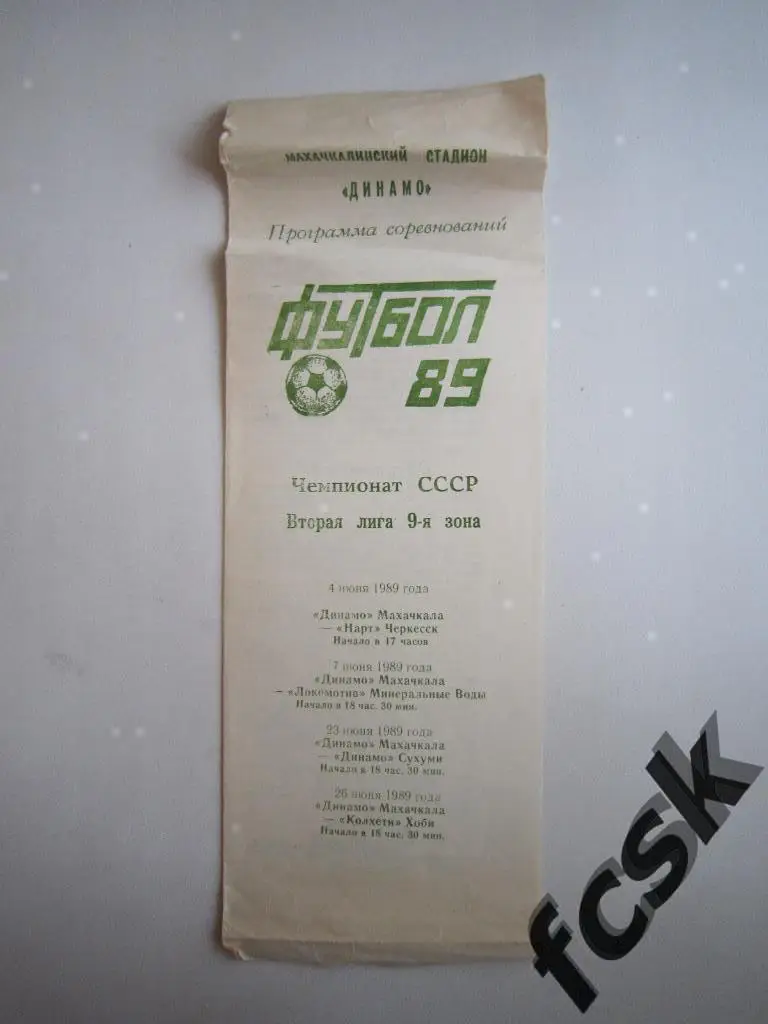 МАХАЧКАЛИНСКИЙ СТАДИОН
«ДИНАМО»
Программа соревнований
ФУТБОЛ
89
Чемпионат СССР
Вторая лига 9-я зона
4 июня 1989 года
«Динамо» Махачкала
— «Нарт» Черкесск
Начало в 17 часов
7 июня 1989 года
«Динамо» Махачкала
— «Локомотив» Минеральные Воды
Начало в 18 час. 30 мин.
23 июня 1989 года
«Динамо» Махачкала
— «Динамо» Сухуми
Начало в 18 час. 30 мин.
26 июня 1989 года
«Динамо» Махачкала
— «Колхети» Хоби
Начало в 18 час. 30 мин.
fcsk